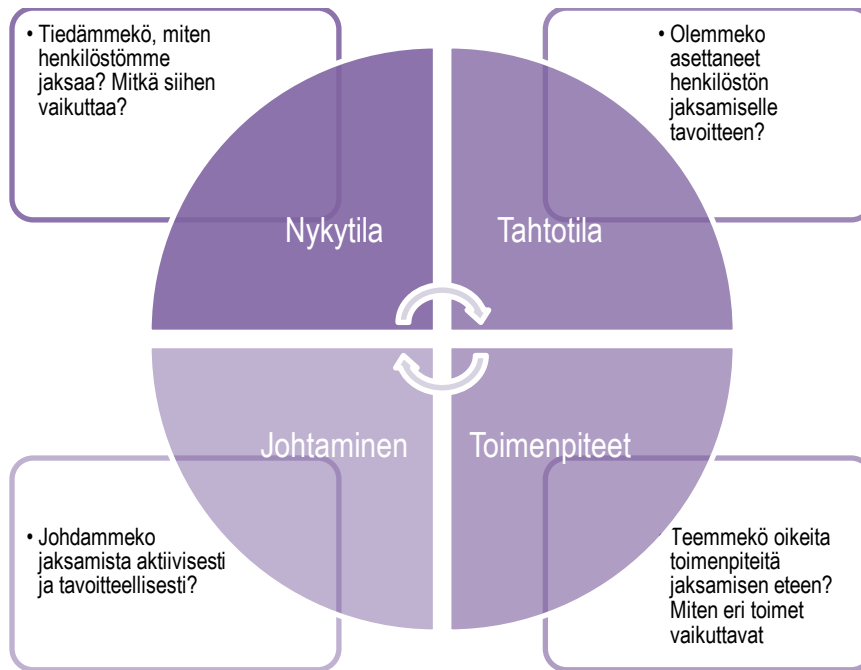 • Tiedämmekö, miten
henkilöstömme
jaksaa? Mitkä siihen
vaikuttaa?
• Olemmeko
asettaneet
henkilöstön
jaksamiselle
tavoitteen?
Nykytila
Tahtotila
Johtaminen
Toimenpiteet
• Johdammeko
jaksamista aktiivisesti
ja tavoitteellisesti?
Teemmekö oikeita
toimenpiteitä
jaksamisen eteen?
Miten eri toimet
vaikuttavat